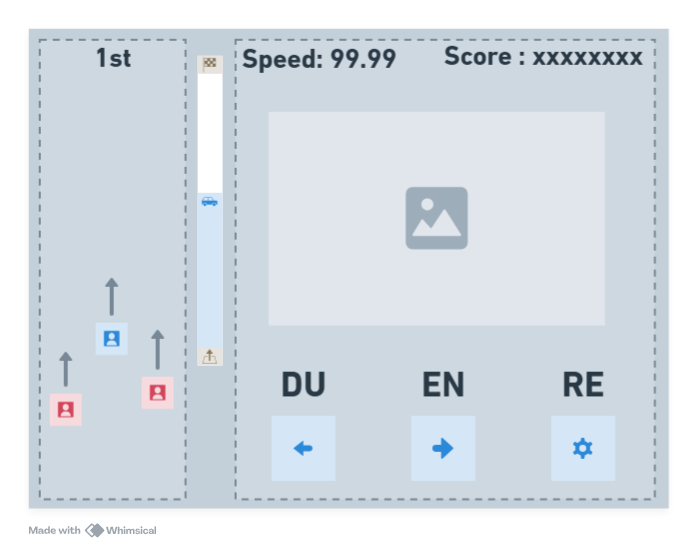 1st
Speed: 99.99
Score : xxxxxxxx
DU
EN
RE
Made with Whimsical